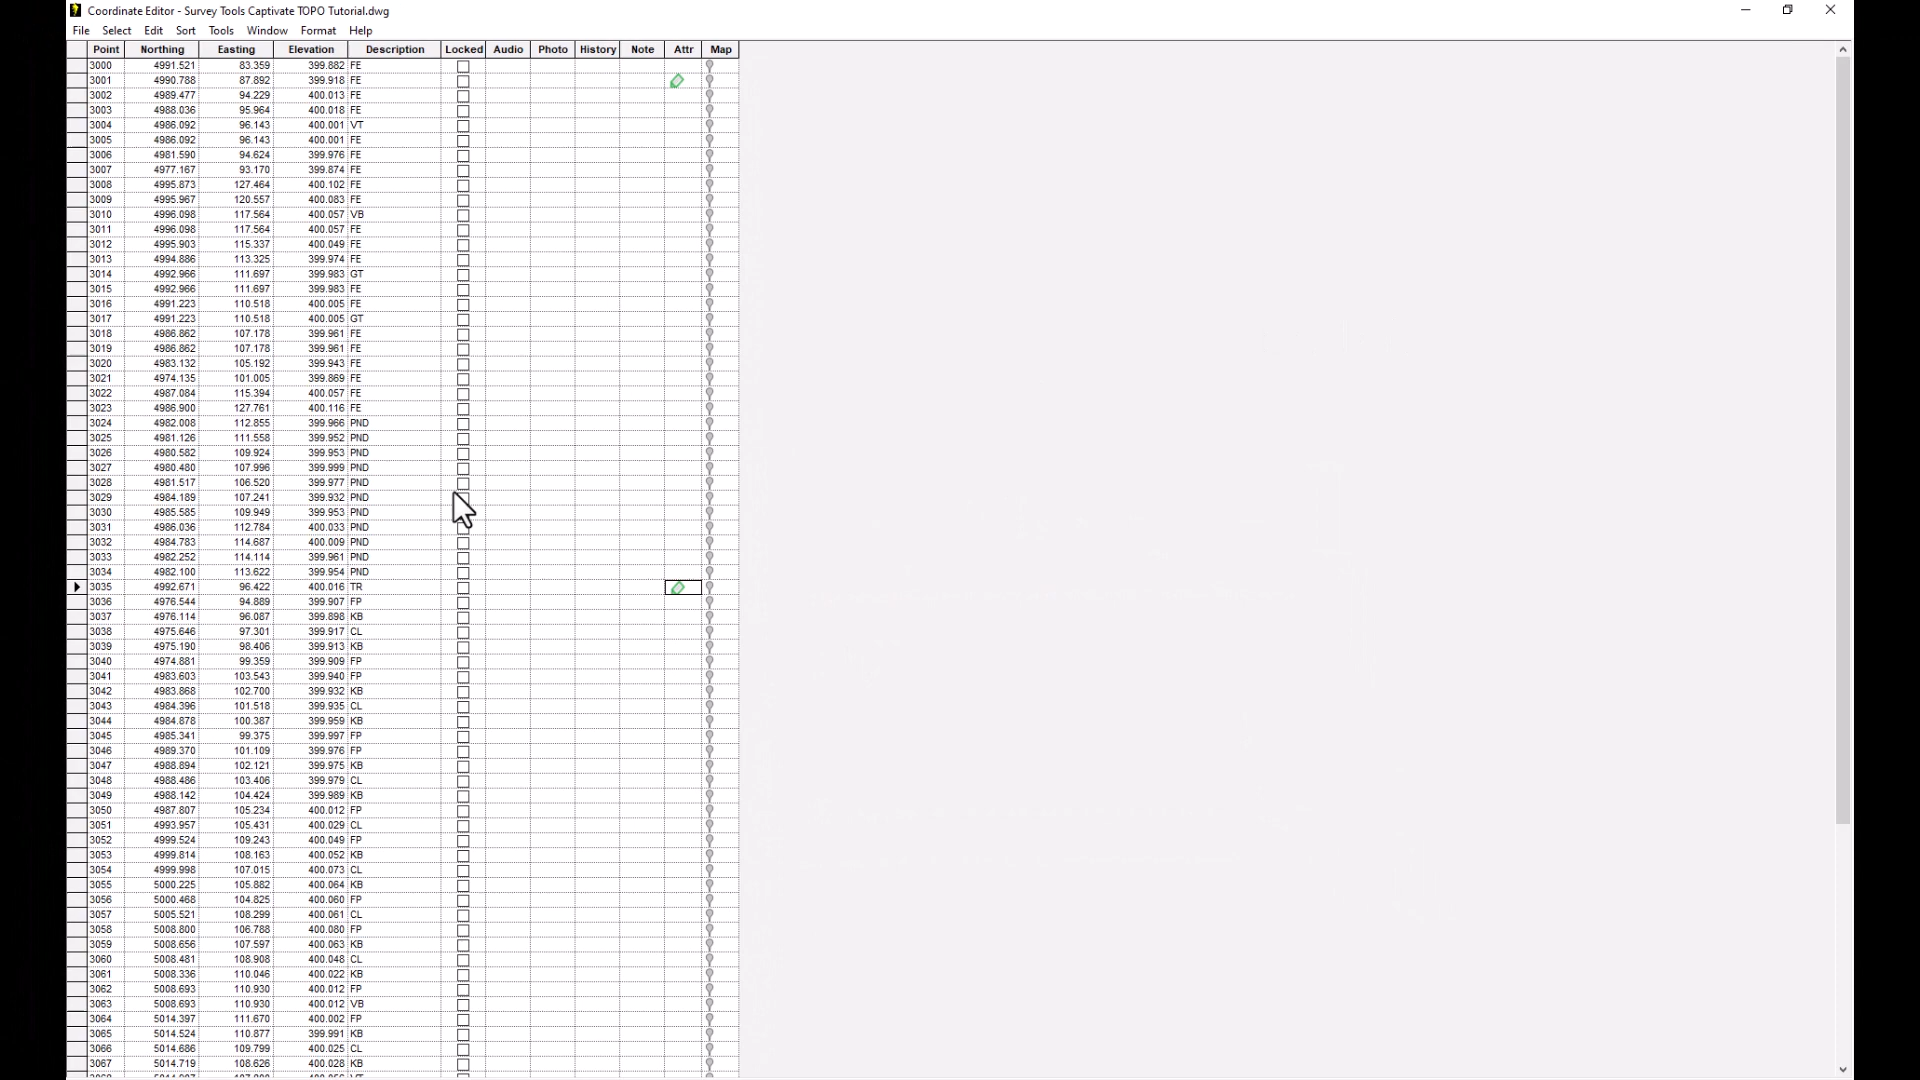 Coordinate Editor - Survey Tools Captivate TOPO Tutorial.dwg
File Select Edit Sort Tools Window Format Help
Point Northing Easting Elevation Description Locked Audio Photo History Note Attr Map
3000 4991.521 83.359 399.882 FE
3001 4990.788 87.892 399.918 FE
3002 4989.477 94.229 400.013 FE
3003 4988.036 95.964 400.018 FE
3004 4986.092 96.143 400.001 VT
3005 4986.092 96.143 400.001 FE
3006 4981.590 94.624 399.976 FE
3007 4977.167 93.170 399.874 FE
3008 4995.873 127.464 400.102 FE
3009 4995.967 120.557 400.083 FE
3010 4996.098 117.564 400.057 VB
3011 4996.098 117.564 400.057 FE
3012 4995.903 115.337 400.049 FE
3013 4994.886 113.325 399.974 FE
3014 4992.966 111.697 399.983 GT
3015 4992.966 111.697 399.983 FE
3016 4991.223 110.518 400.005 FE
3017 4991.223 110.518 400.005 GT
3018 4986.862 107.178 399.961 FE
3019 4986.862 107.178 399.961 FE
3020 4983.132 105.192 399.943 FE
3021 4974.135 101.005 399.869 FE
3022 4987.084 115.394 400.057 FE
3023 4986.900 127.761 400.116 FE
3024 4982.008 112.855 399.966 PND
3025 4981.126 111.558 399.952 PND
3026 4980.582 109.924 399.953 PND
3027 4980.480 107.996 399.999 PND
3028 4981.517 106.520 399.977 PND
3029 4984.189 107.241 399.932 PND
3030 4985.585 109.949 399.953 PND
3031 4986.036 112.784 400.033 PND
3032 4984.783 114.687 400.009 PND
3033 4982.252 114.114 399.961 PND
3034 4982.100 113.622 399.954 PND
3035 4992.671 96.422 400.016 TR
3036 4976.544 94.889 399.907 FP
3037 4976.114 96.087 399.898 KB
3038 4975.646 97.301 399.917 CL
3039 4975.190 98.406 399.913 KB
3040 4974.881 99.359 399.909 FP
3041 4983.603 103.543 399.940 FP
3042 4983.868 102.700 399.932 KB
3043 4984.396 101.518 399.935 CL
3044 4984.878 100.387 399.959 KB
3045 4985.341 99.375 399.997 FP
3046 4989.370 101.109 399.976 FP
3047 4988.894 102.121 399.975 KB
3048 4988.486 103.406 399.979 CL
3049 4988.142 104.424 399.989 KB
3050 4987.807 105.234 400.012 FP
3051 4993.957 105.431 400.029 CL
3052 4999.524 109.243 400.049 FP
3053 4999.814 108.163 400.052 KB
3054 4999.998 107.015 400.073 CL
3055 5000.225 105.882 400.064 KB
3056 5000.468 104.825 400.060 FP
3057 5005.521 108.299 400.061 CL
3058 5008.800 106.788 400.080 FP
3059 5008.656 107.597 400.063 KB
3060 5008.481 108.908 400.048 CL
3061 5008.336 110.046 400.022 KB
3062 5008.693 110.930 400.012 FP
3063 5008.693 110.930 400.012 VB
3064 5014.397 111.670 400.002 FP
3065 5014.524 110.877 399.991 KB
3066 5014.686 109.799 400.025 CL
3067 5014.719 108.626 400.028 KB